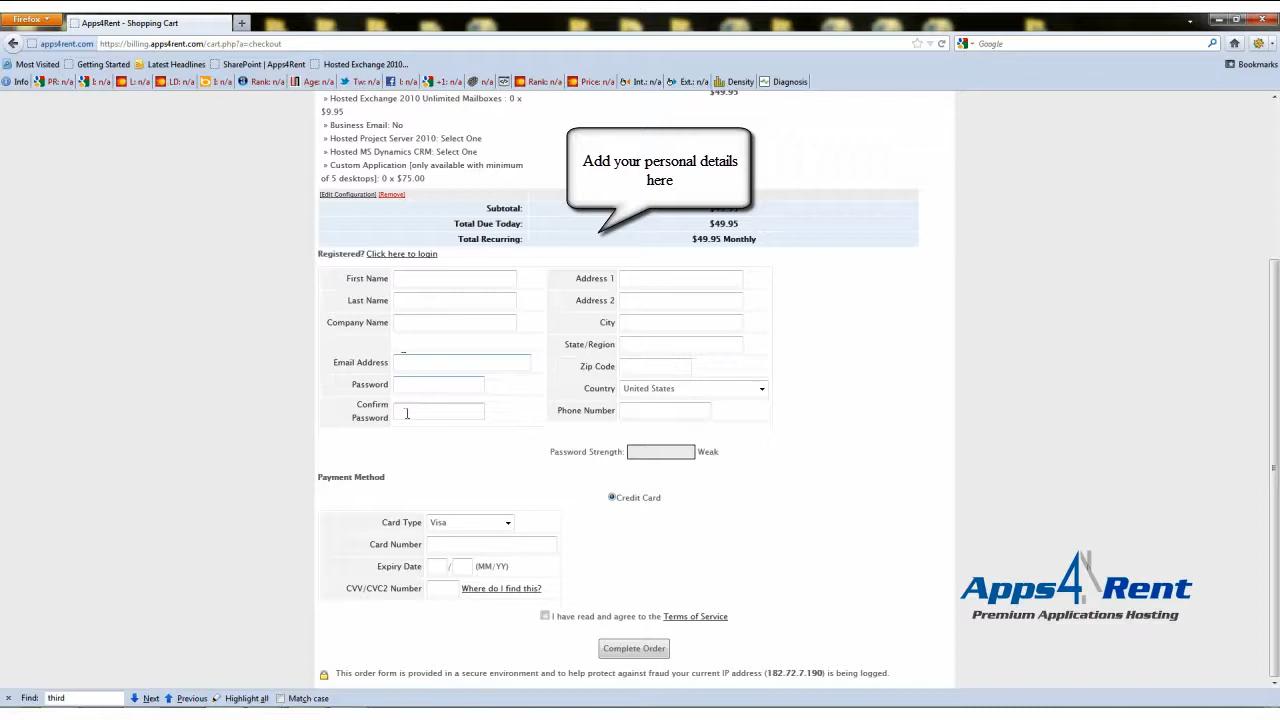 Firefox
Apps4Rent - Shopping Cart
apps4rent.com https://billing.apps4rent.com/cart.php?a=checkout
Google
Most Visited Getting Started Latest Headlines SharePoint | Apps4Rent Hosted Exchange 2010...
Bookmarks
Info PR: n/a I: n/a L: n/a LD: n/a I: n/a Rank: n/a Age: n/a Tw: n/a l: n/a +1: n/a n/a Rank: n/a Price: n/a Int.: n/a Ext.: n/a Density Diagnosis
$49.95
» Hosted Exchange 2010 Unlimited Mailboxes : 0 x
$9.95
» Business Email: No
» Hosted Project Server 2010: Select One
» Hosted MS Dynamics CRM: Select One
» Custom Application [only available with minimum
of 5 desktops]: 0 x $75.00
Add your personal details
here
[Edit Configuration] [Remove]
Subtotal:
Total Due Today: $49.95
Total Recurring: $49.95 Monthly
Registered? Click here to login
First Name Address 1
Last Name Address 2
Company Name City
State/Region
Email Address Zip Code
Password Country United States
Confirm
Password
Phone Number
Password Strength: Weak
Payment Method
Credit Card
Card Type Visa
Card Number
Expiry Date / (MM/YY)
CVV/CVC2 Number Where do I find this?
I have read and agree to the Terms of Service
Complete Order
This order form is provided in a secure environment and to help protect against fraud your current IP address (182.72.7.190) is being logged.
Apps4Rent
Premium Applications Hosting
Find: third Next Previous Highlight all Match case